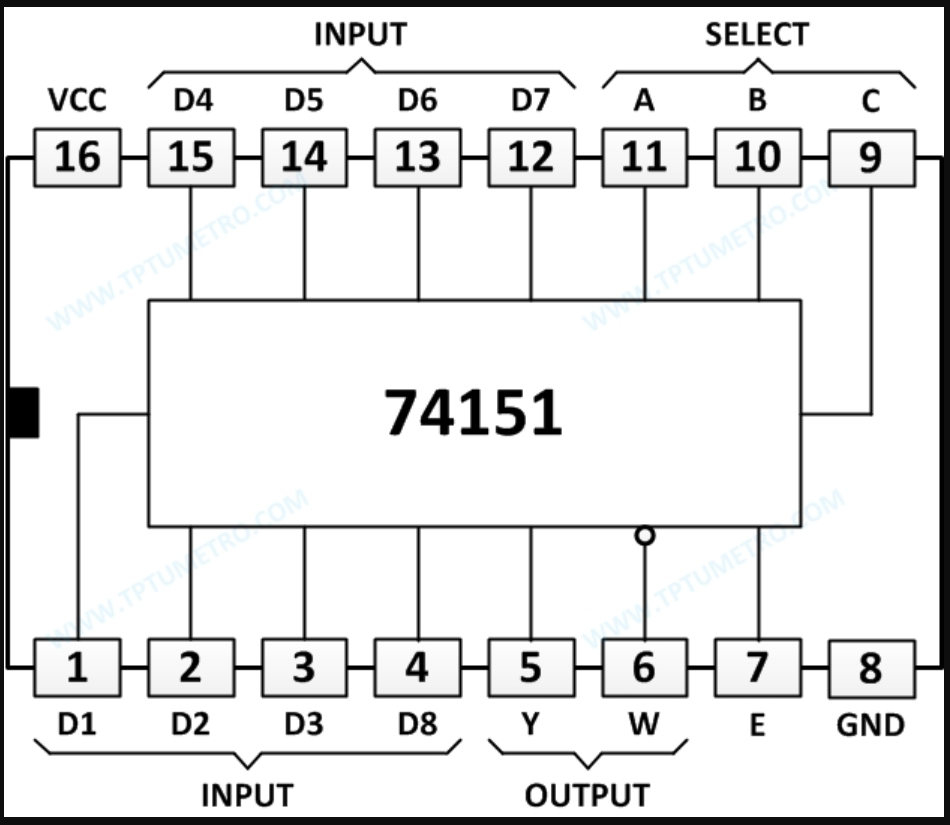 INPUT SELECT
VCC D4 D5 D6 D7 A B C
16 15 14 13 12 11 10 9
WWW.TPTUMETRO.COM WWW.TPTUMETRO.COM
74151
WWW.TPTUMETRO.COM WWW.TPTUMETRO.COM
1 2 3 4 5 6 7 8
D1 D2 D3 D8 Y W E GND
INPUT OUTPUT